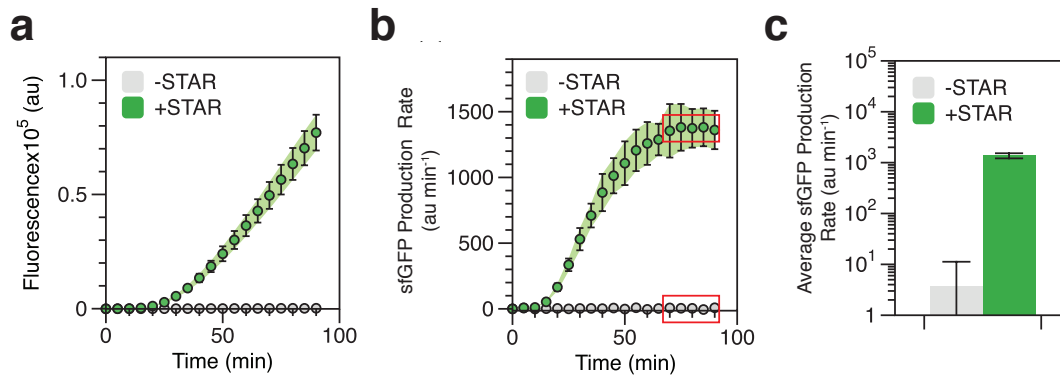 a
Fluorescencex10⁵ (au)
-STAR
+STAR
1.0
0.5
0
0
50
100
Time (min)
b
sfGFP Production Rate
(au min⁻¹)
-STAR
+STAR
1500
1000
500
0
0
50
100
Time (min)
c
Average sfGFP Production
Rate (au min⁻¹)
-STAR
+STAR
10⁵
10⁴
10³
10²
10¹
1